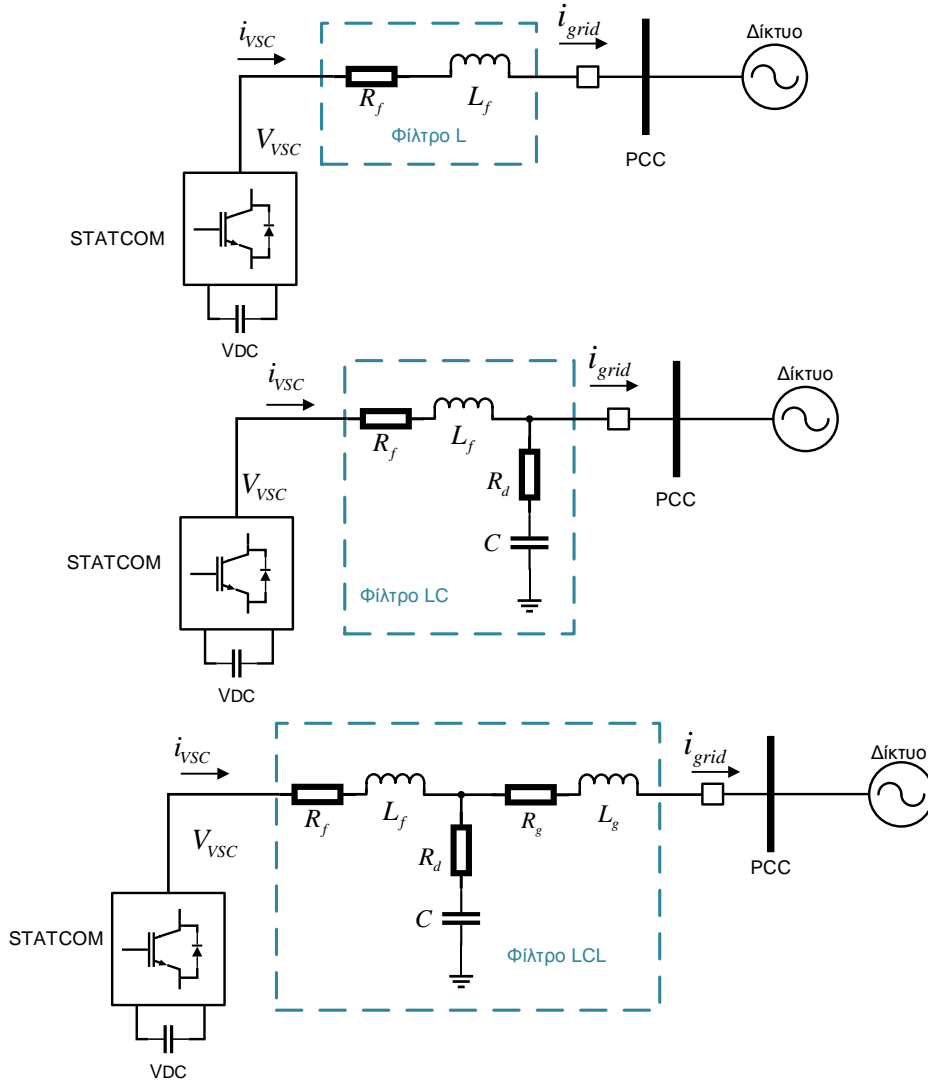 i_VSC
i_grid
Δίκτυο
R_f
L_f
V_VSC
Φίλτρο L
PCC
STATCOM
VDC
i_VSC
i_grid
Δίκτυο
R_f
L_f
V_VSC
R_d
PCC
STATCOM
C
Φίλτρο LC
VDC
i_VSC
i_grid
Δίκτυο
R_f
L_f
R_g
L_g
V_VSC
R_d
PCC
C
STATCOM
Φίλτρο LCL
VDC